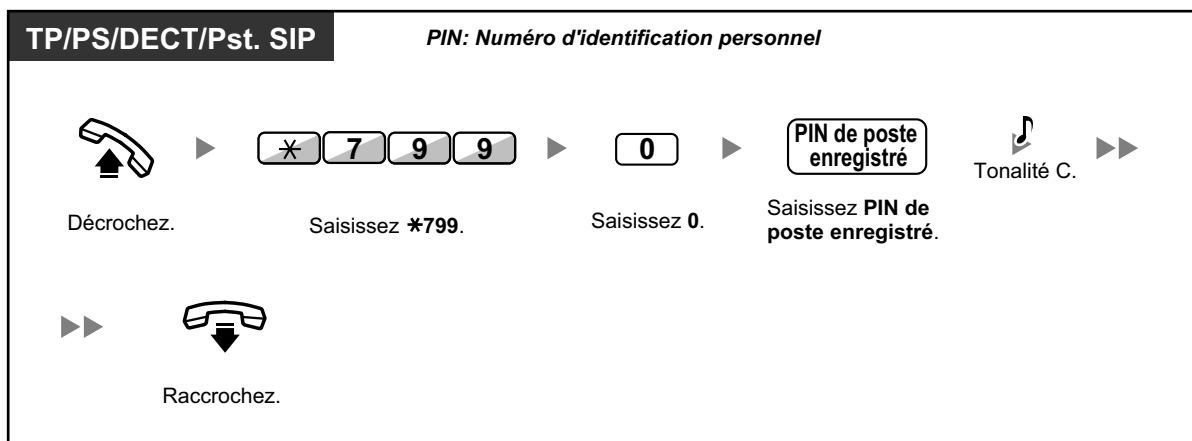 TP/PS/DECT/Pst. SIP
PIN: Numéro d'identification personnel
✳ 7 9 9
0
PIN de poste
enregistré
Tonalité C.
Décrochez.
Saisissez ✳799.
Saisissez 0.
Saisissez PIN de
poste enregistré.
Raccrochez.